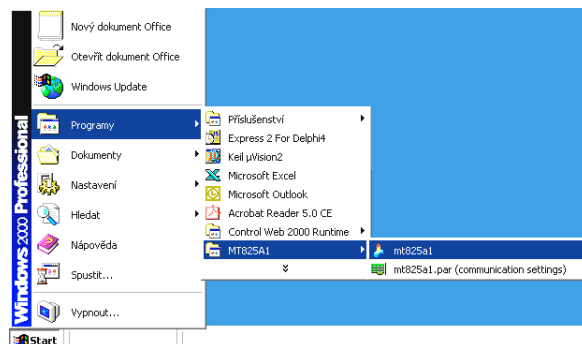 Nový dokument Office
Otevřít dokument Office
Windows Update
Programy
Dokumenty
Nastavení
Hledat
Nápověda
Spustit...
Vypnout...
Windows 2000 Professional
Start
Příslušenství
Express 2 For Delphi4
Keil µVision2
Microsoft Excel
Microsoft Outlook
Acrobat Reader 5.0 CE
Control Web 2000 Runtime
MT825A1
mt825a1
mt825a1.par (communication settings)